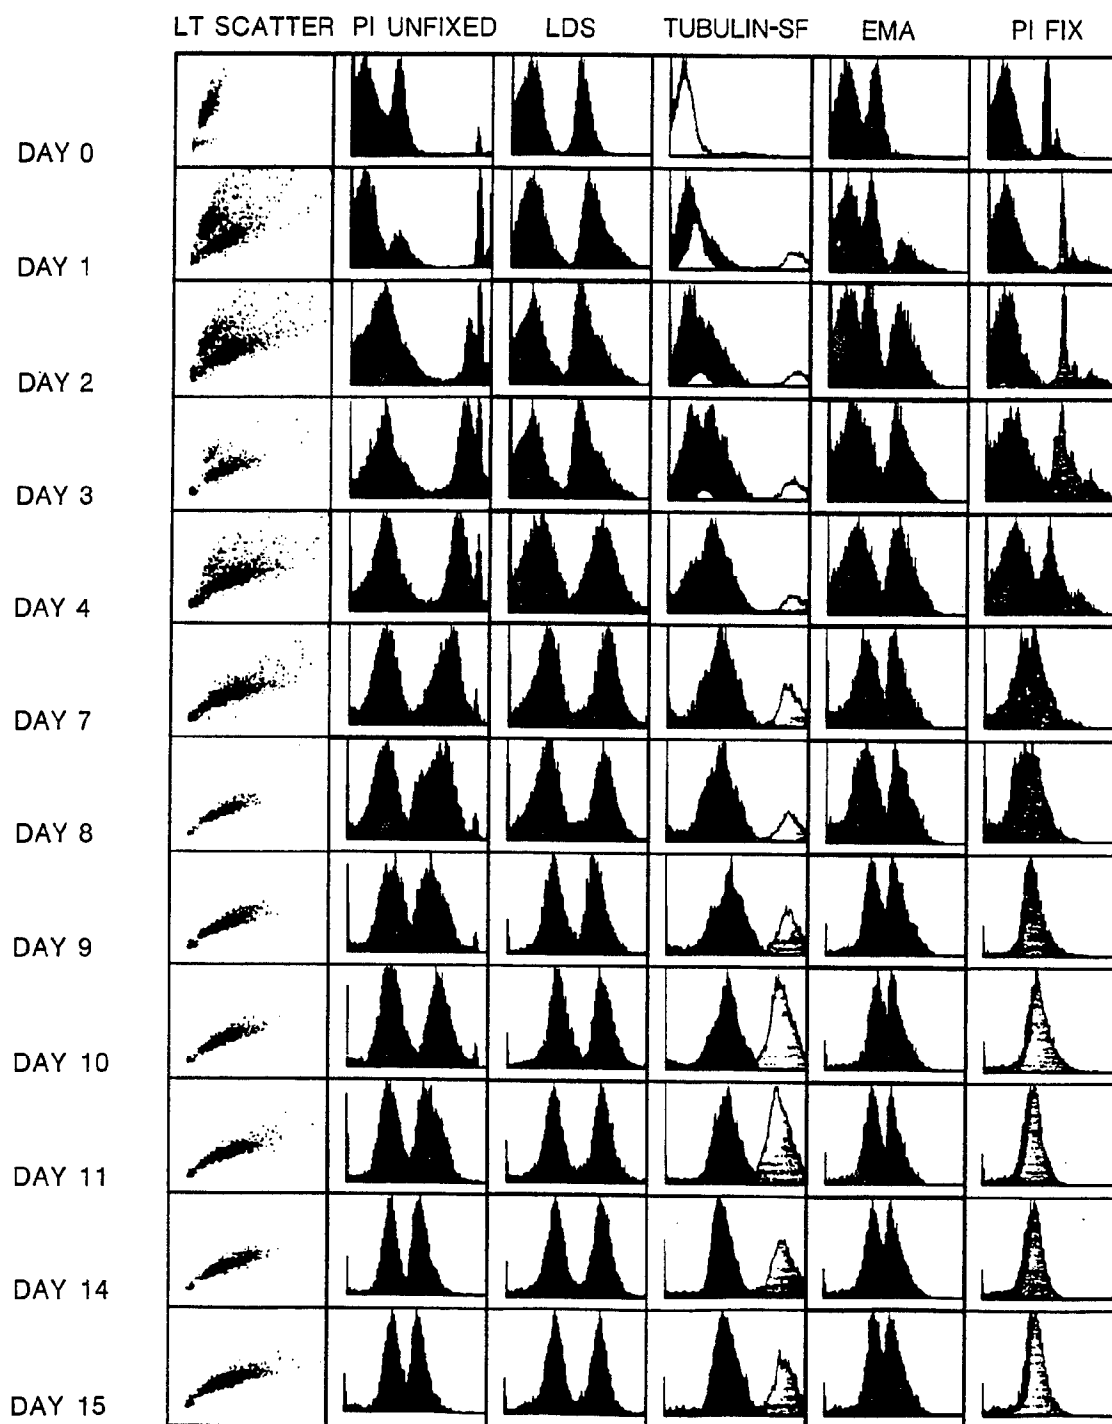 LT SCATTER PI UNFIXED LDS TUBULIN-SF EMA PI FIX
DAY 0
DAY 1
DAY 2
DAY 3
DAY 4
DAY 7
DAY 8
DAY 9
DAY 10
DAY 11
DAY 14
DAY 15